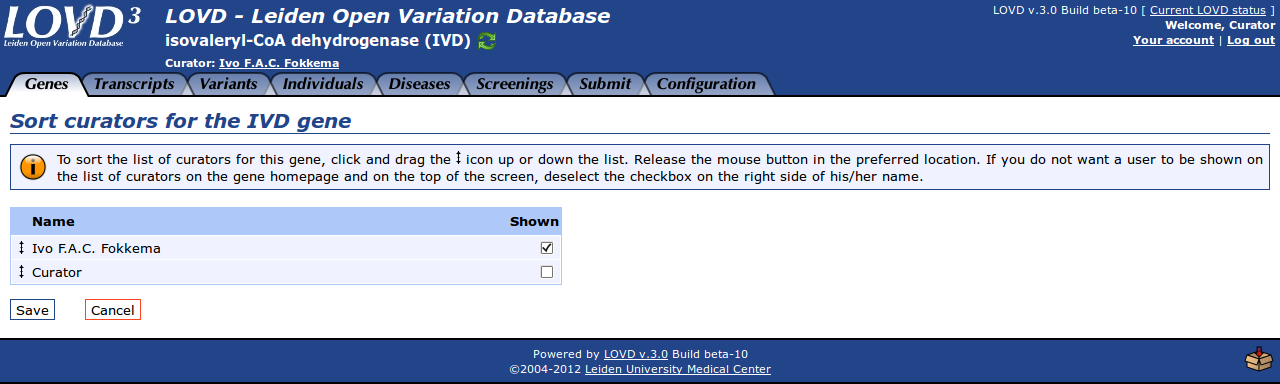 LOVD 3
Leiden Open Variation Database
LOVD - Leiden Open Variation Database
isovaleryl-CoA dehydrogenase (IVD)
Curator: Ivo F.A.C. Fokkema
LOVD v.3.0 Build beta-10 [ Current LOVD status ]
Welcome, Curator
Your account | Log out
Genes Transcripts Variants Individuals Diseases Screenings Submit Configuration
Sort curators for the IVD gene
To sort the list of curators for this gene, click and drag the ↕ icon up or down the list. Release the mouse button in the preferred location. If you do not want a user to be shown on
the list of curators on the gene homepage and on the top of the screen, deselect the checkbox on the right side of his/her name.
Name Shown
Ivo F.A.C. Fokkema
Curator
Save Cancel
Powered by LOVD v.3.0 Build beta-10
©2004-2012 Leiden University Medical Center